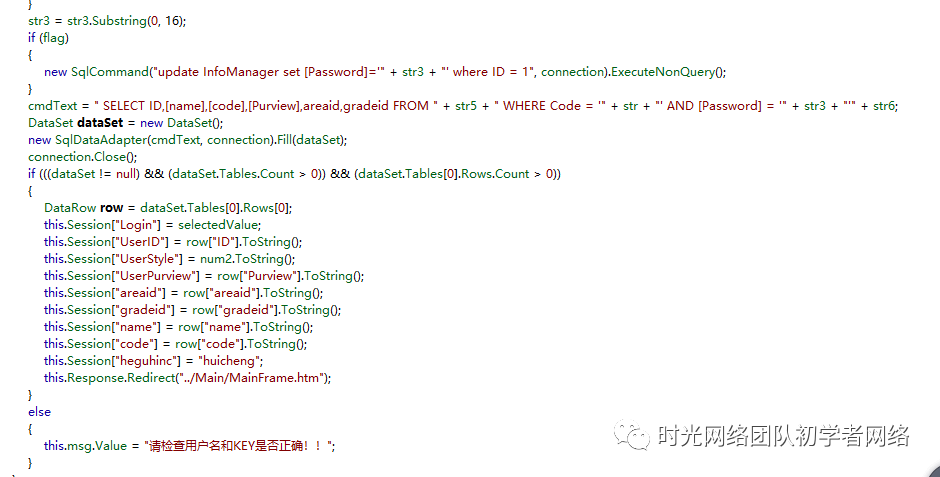 }
str3 = str3.Substring(0, 16);
if (flag)
{
new SqlCommand("update InfoManager set [Password]='" + str3 + "' where ID = 1", connection).ExecuteNonQuery();
}
cmdText = " SELECT ID,[name],[code],[Purview],areaid,gradeid FROM " + str5 + " WHERE Code = '" + str + "' AND [Password] = '" + str3 + "'" + str6;
DataSet dataSet = new DataSet();
new SqlDataAdapter(cmdText, connection).Fill(dataSet);
connection.Close();
if (((dataSet != null) && (dataSet.Tables.Count > 0)) && (dataSet.Tables[0].Rows.Count > 0))
{
DataRow row = dataSet.Tables[0].Rows[0];
this.Session["Login"] = selectedValue;
this.Session["UserID"] = row["ID"].ToString();
this.Session["UserStyle"] = num2.ToString();
this.Session["UserPurview"] = row["Purview"].ToString();
this.Session["areaid"] = row["areaid"].ToString();
this.Session["gradeid"] = row["gradeid"].ToString();
this.Session["name"] = row["name"].ToString();
this.Session["code"] = row["code"].ToString();
this.Session["heguhinc"] = "huicheng";
this.Response.Redirect("../Main/MainFrame.htm");
}
else
{
this.msg.Value = "请检查用户名和KEY是否正确！！";
}
时光网络团队初学者网络